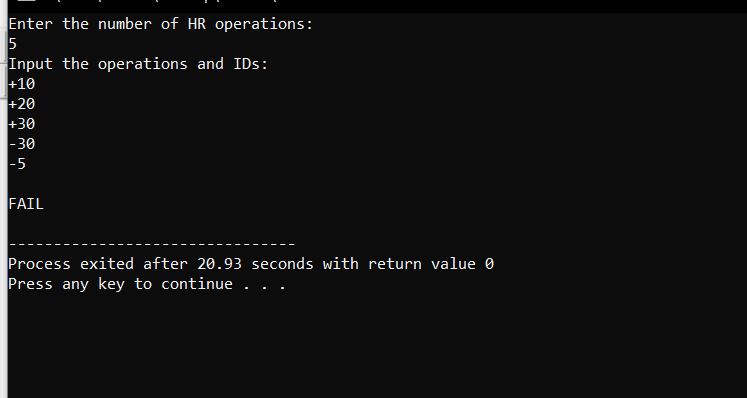 Enter the number of HR operations:
5
Input the operations and IDs:
+10
+20
+30
-30
-5
FAIL
--------------------------------
Process exited after 20.93 seconds with return value 0
Press any key to continue . . .